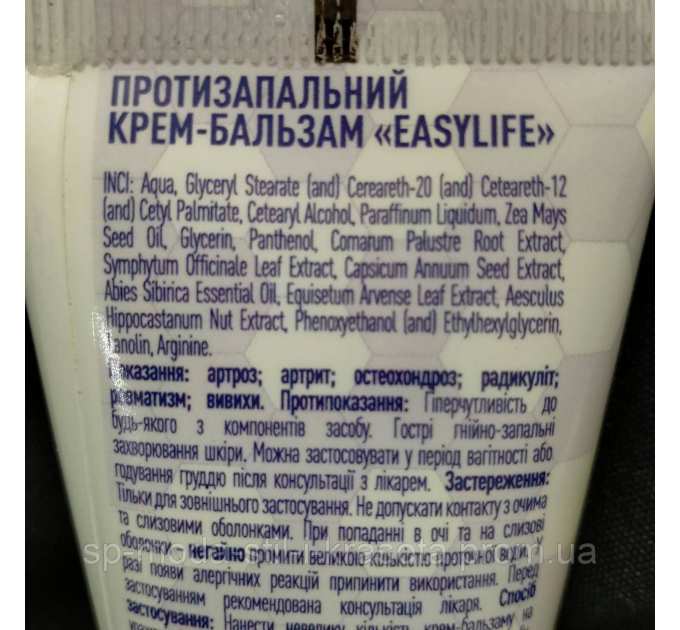 ПРОТИЗАПАЛЬНИЙ
КРЕМ-БАЛЬЗАМ «EASYLIFE»
INCI: Aqua, Glyceryl Stearate (and) Cereareth-20 (and) Ceteareth-12
(and) Cetyl Palmitate, Cetearyl Alcohol, Paraffinum Liquidum, Zea Mays
Seed Oil, Glycerin, Panthenol, Comarum Palustre Root Extract,
Symphytum Officinale Leaf Extract, Capsicum Annuum Seed Extract,
Abies Sibirica Essential Oil, Equisetum Arvense Leaf Extract, Aesculus
Hippocastanum Nut Extract, Phenoxyethanol (and) Ethylhexylglycerin,
Lanolin, Arginine.
Показання: артроз; артрит; остеохондроз; радикуліт;
ревматизм; вивихи. Протипоказання: Гіперчутливість до
будь-якого з компонентів засобу. Гострі гнійно-запальні
захворювання шкіри. Можна застосовувати у період вагітності або
годування груддю після консультації з лікарем. Застереження:
Тільки для зовнішнього застосування. Не допускати контакту з очима
та слизовими оболонками. При попаданні в очі та на слизові
оболонки негайно промити великою кількістю проточної води. У
разі появи алергічних реакцій припинити використання. Перед
застосуванням рекомендована консультація лікаря. Спосіб
застосування: Нанести невелику кількість крем-бальзаму на